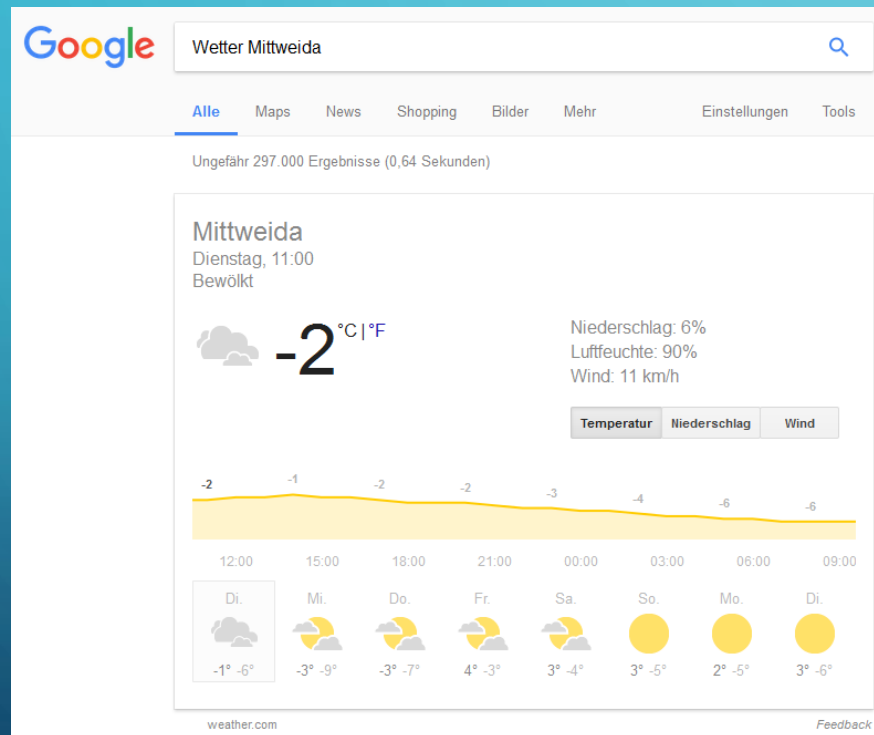 Google
Wetter Mittweida
Alle Maps News Shopping Bilder Mehr Einstellungen Tools
Ungefähr 297.000 Ergebnisse (0,64 Sekunden)
Mittweida
Dienstag, 11:00
Bewölkt
-2 °C | °F
Niederschlag: 6%
Luftfeuchte: 90%
Wind: 11 km/h
Temperatur Niederschlag Wind
-2 -1 -2 -2 -3 -4 -6 -6
12:00 15:00 18:00 21:00 00:00 03:00 06:00 09:00
Di. Mi. Do. Fr. Sa. So. Mo. Di.
-1° -6° -3° -9° -3° -7° 4° -3° 3° -4° 3° -5° 2° -5° 3° -6°
weather.com Feedback